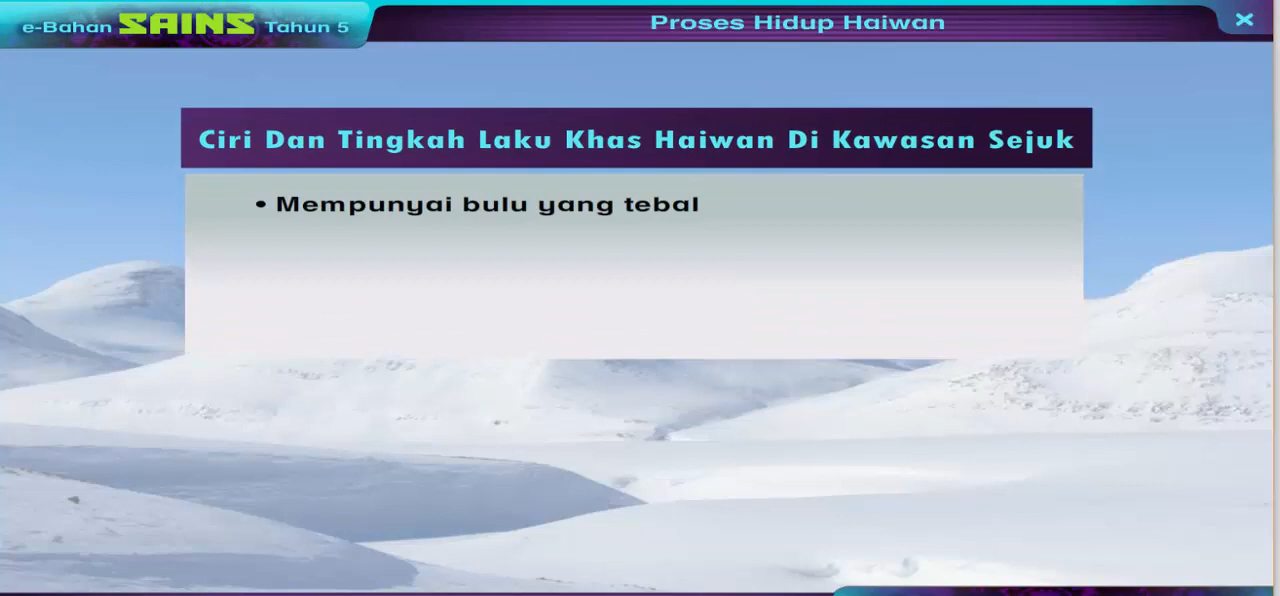 e-Bahan SAINS Tahun 5
Proses Hidup Haiwan
Ciri Dan Tingkah Laku Khas Haiwan Di Kawasan Sejuk
• Mempunyai bulu yang tebal